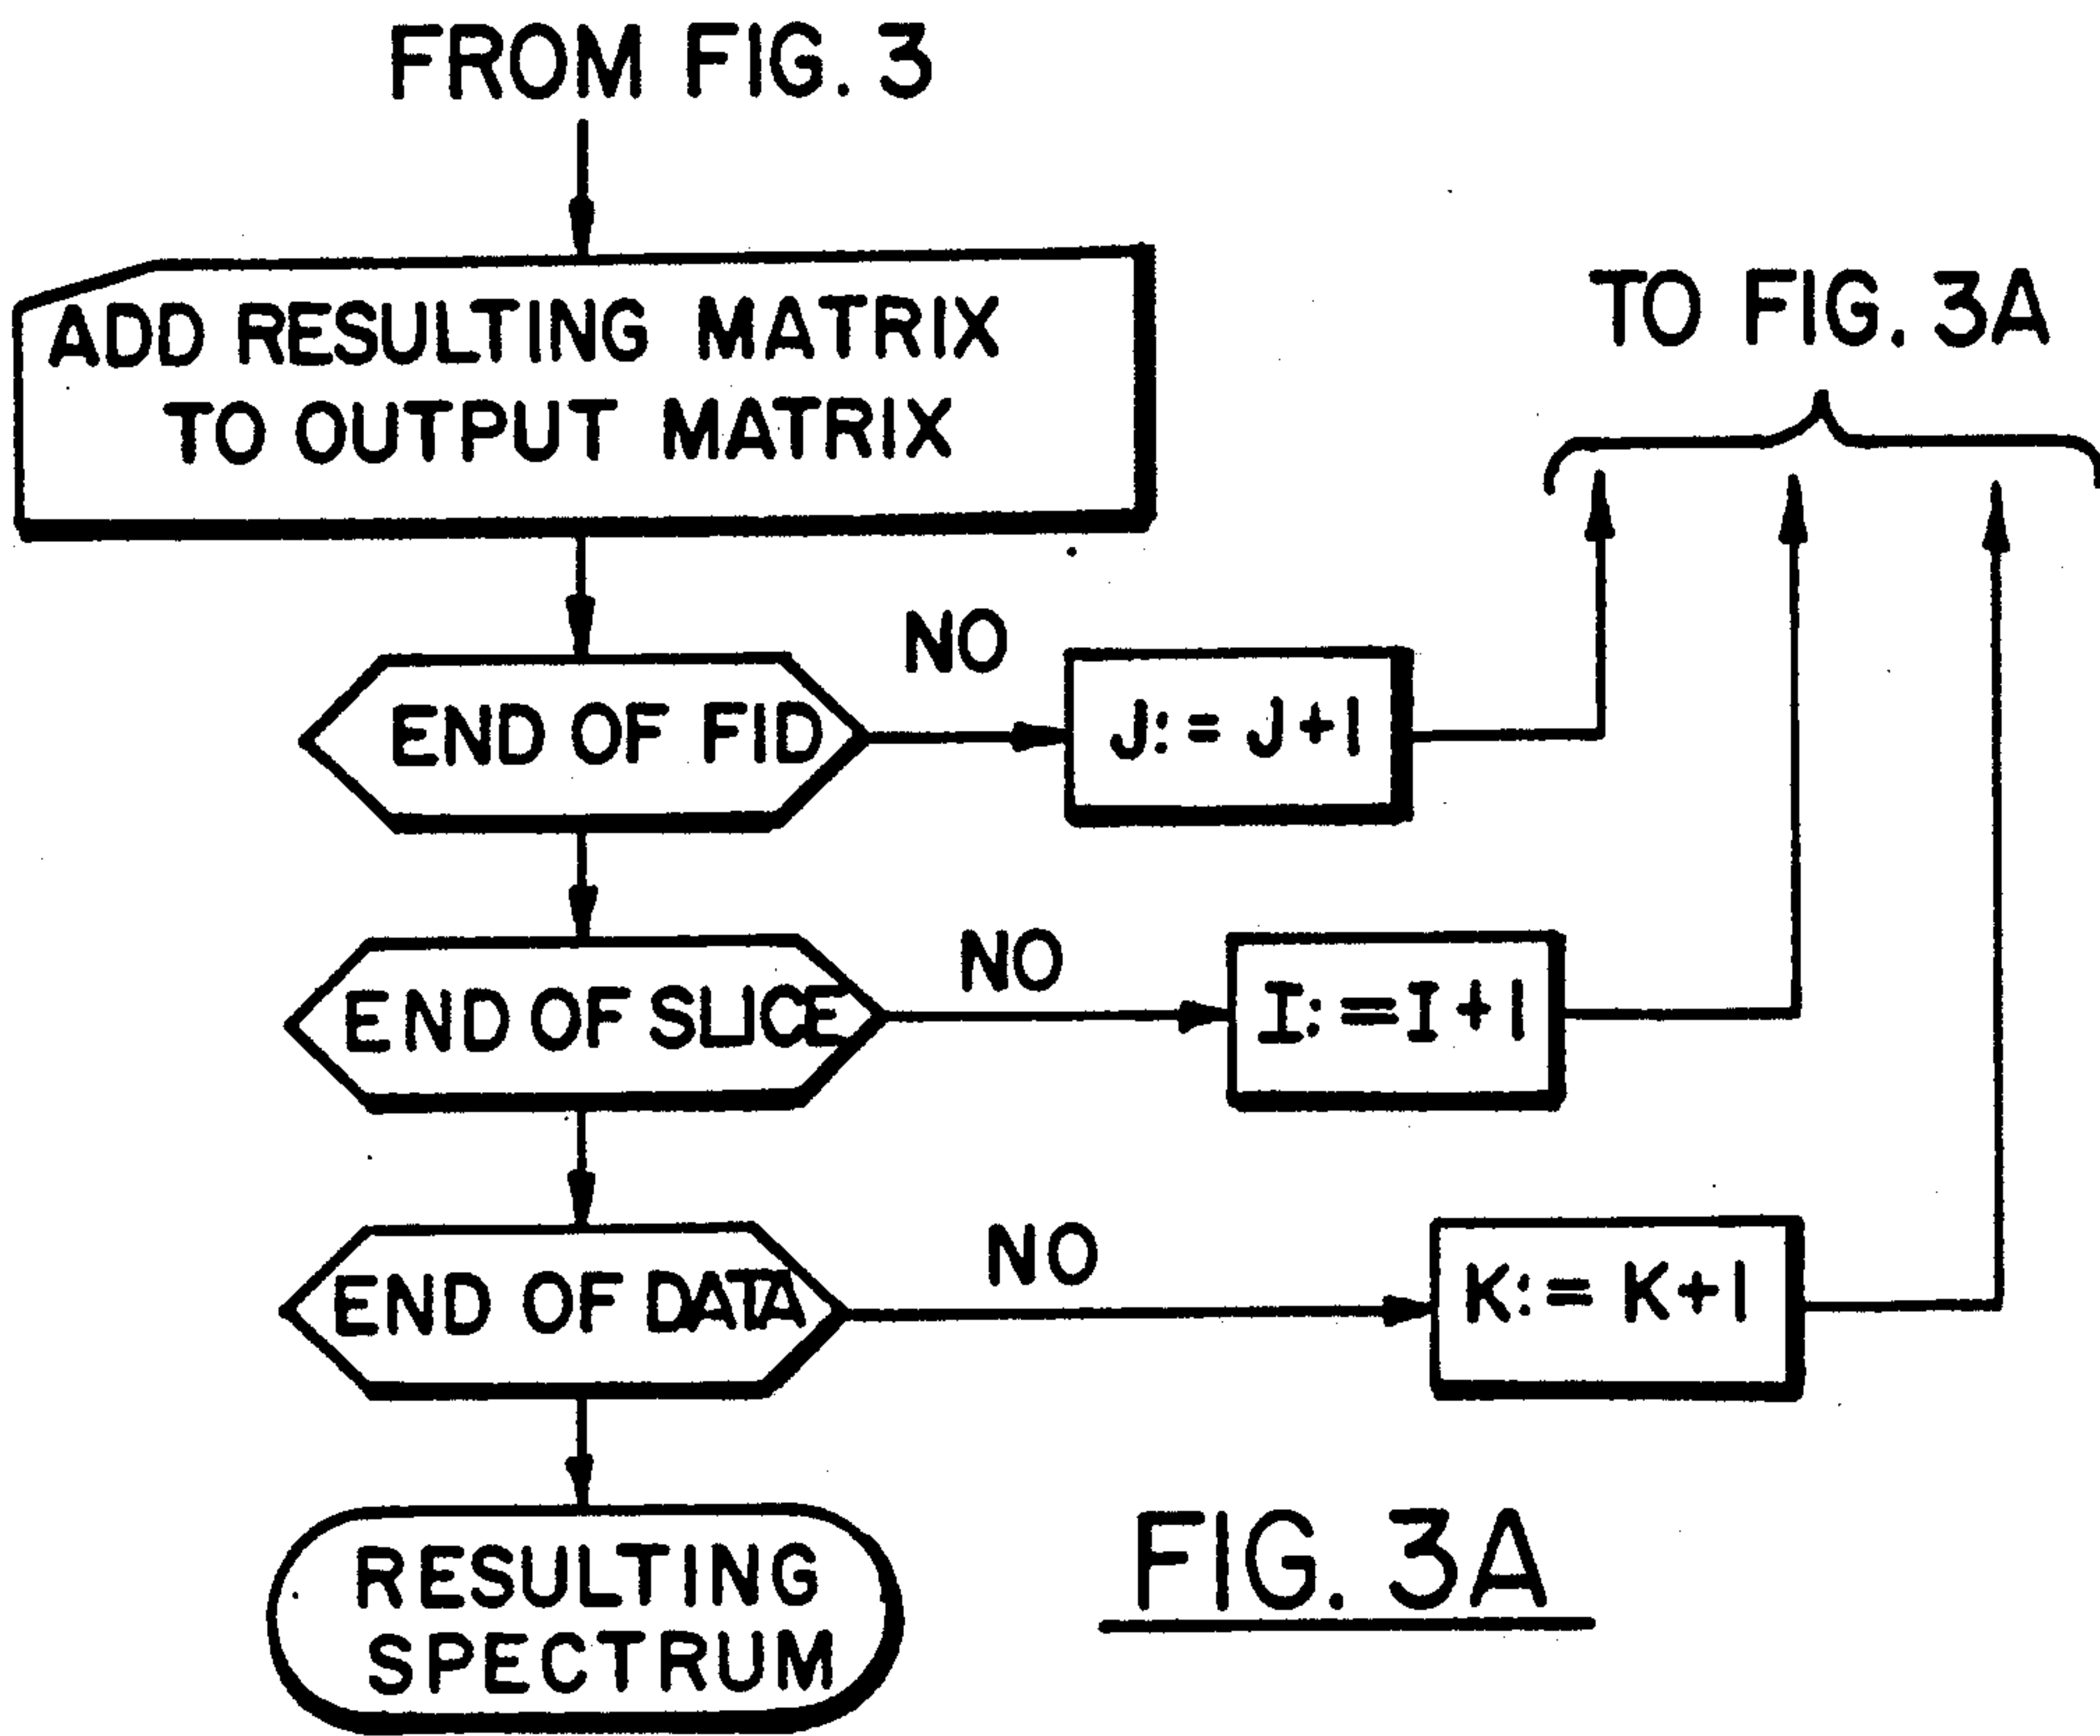 FROM FIG. 3
ADD RESULTING MATRIX
TO OUTPUT MATRIX
TO FIG. 3A
NO
END OF FID
J:= J+1
NO
END OF SLICE
I:=I+1
NO
END OF DATA
K:= K+1
RESULTING
SPECTRUM
FIG. 3A